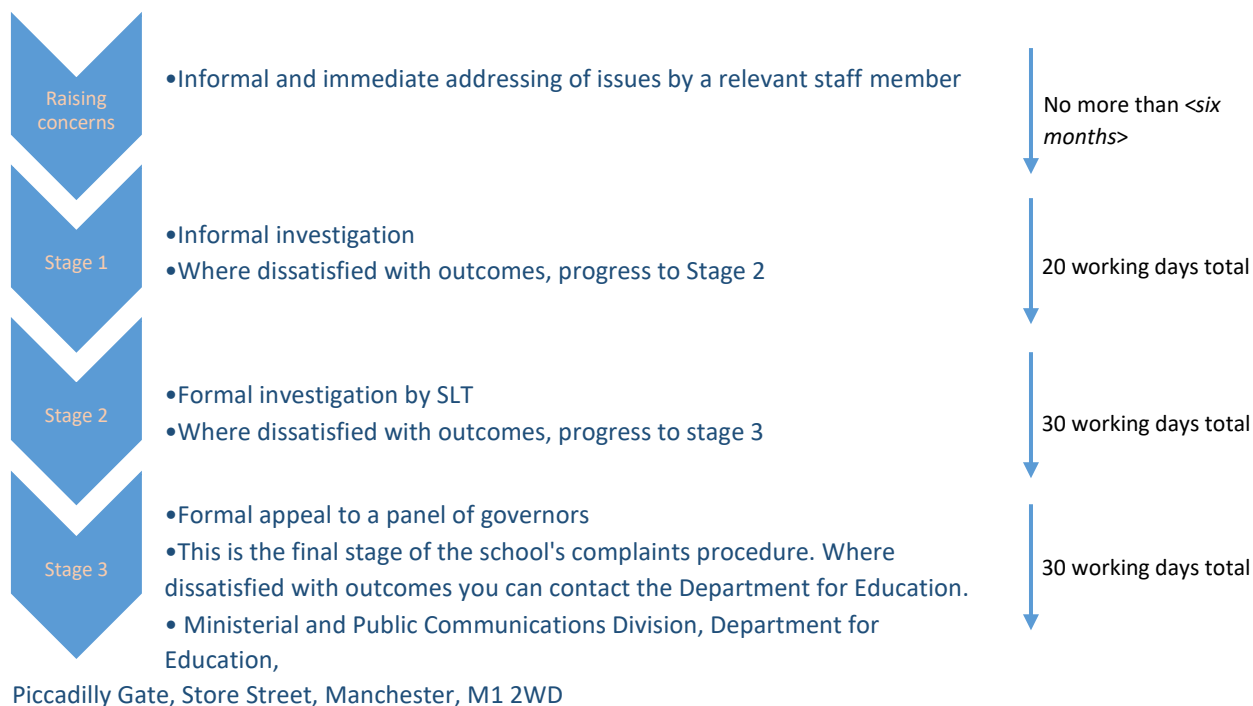 Raising
concerns
•Informal and immediate addressing of issues by a relevant staff member
No more than <six
months>
Stage 1
•Informal investigation
•Where dissatisfied with outcomes, progress to Stage 2
20 working days total
Stage 2
•Formal investigation by SLT
•Where dissatisfied with outcomes, progress to stage 3
30 working days total
Stage 3
•Formal appeal to a panel of governors
•This is the final stage of the school's complaints procedure. Where
dissatisfied with outcomes you can contact the Department for Education.
• Ministerial and Public Communications Division, Department for
Education,
30 working days total
Piccadilly Gate, Store Street, Manchester, M1 2WD